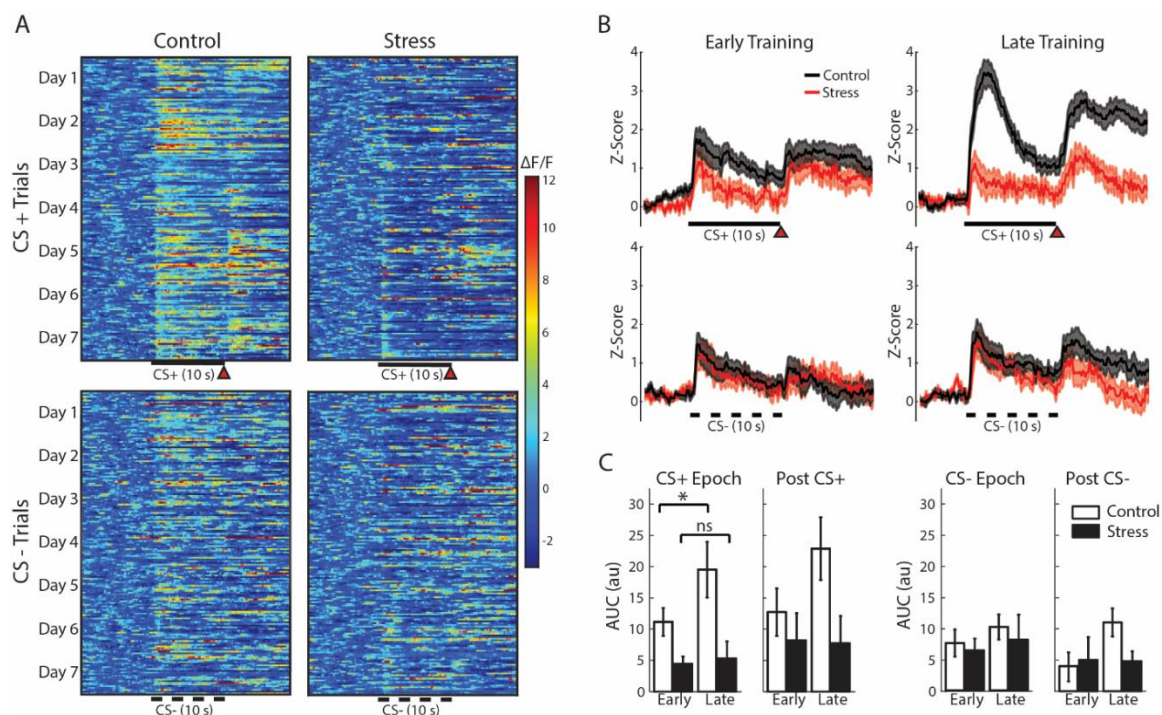 A
Control
Stress
CS + Trials
Day 1
Day 2
Day 3
Day 4
Day 5
Day 6
Day 7
CS+ (10 s)
CS+ (10 s)
ΔF/F
12
10
8
6
4
2
0
-2
CS - Trials
Day 1
Day 2
Day 3
Day 4
Day 5
Day 6
Day 7
CS- (10 s)
CS- (10 s)
B
Early Training
Late Training
Control
Stress
Control
Stress
Z-Score
4
3
2
1
0
CS+ (10 s)
Z-Score
4
3
2
1
0
CS+ (10 s)
Z-Score
4
3
2
1
0
CS- (10 s)
Z-Score
4
3
2
1
0
CS- (10 s)
C
CS+ Epoch
Post CS+
CS- Epoch
Post CS-
AUC (au)
30
25
20
15
10
5
0
*
ns
Early
Late
Early
Late
AUC (au)
30
25
20
15
10
5
0
Control
Stress
Early
Late
Early
Late